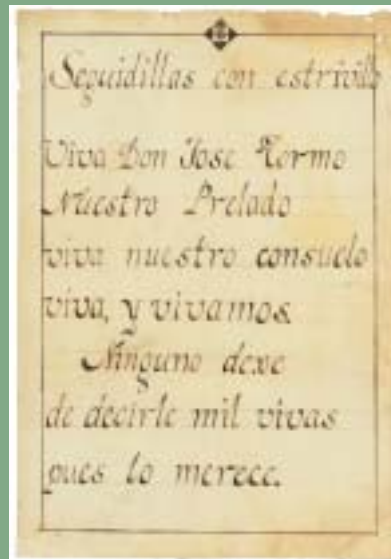 Seguidillas con estrivillo
Viva Don Jose Tormo
Nuestro Prelado
viva nuestro consuelo
viva, y vivamos.
Ninguno dexe
de decirle mil vivas
pues lo merece.